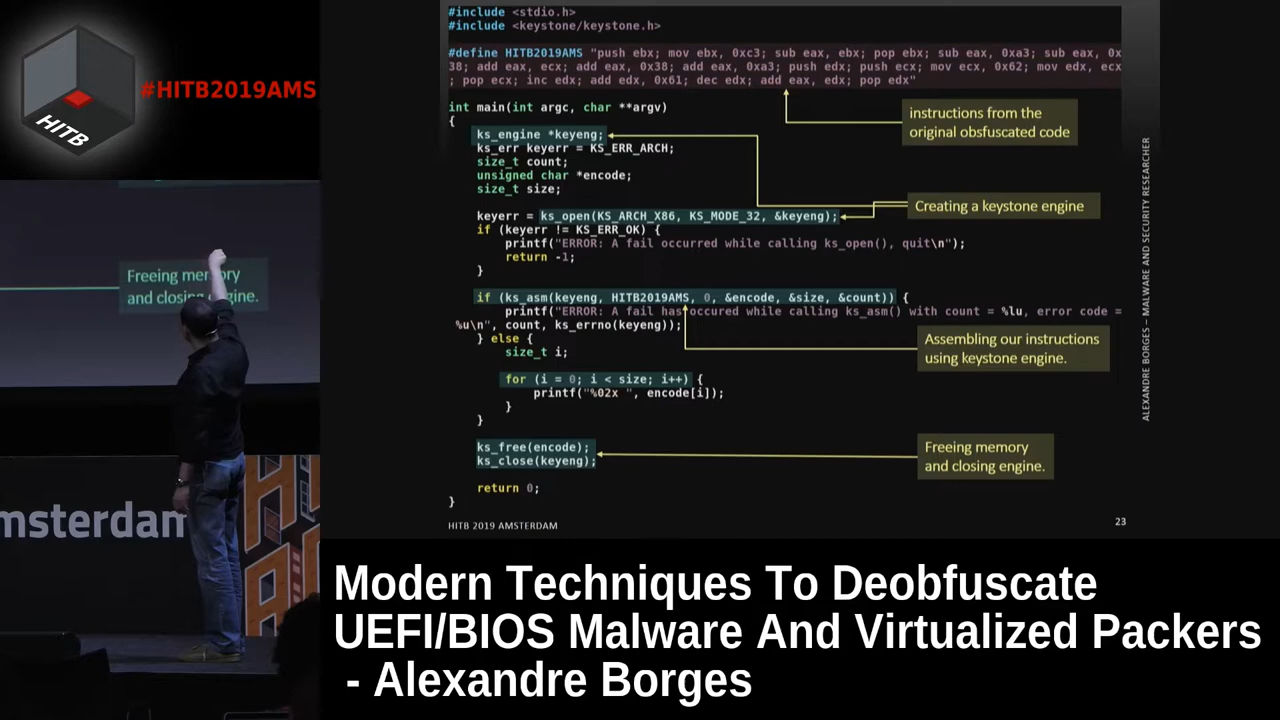 HITB
#HITB2019AMS
Freeing memory
and closing engine.
msterdam
#include <stdio.h>
#include <keystone/keystone.h>
#define HITB2019AMS "push ebx; mov ebx, 0xc3; sub eax, ebx; pop ebx; sub eax, 0xa3; sub eax, 0x
38; add eax, ecx; add eax, 0x38; add eax, 0xa3; push edx; push ecx; mov ecx, 0x62; mov edx, ecx
; pop ecx; inc edx; add edx, 0x61; dec edx; add eax, edx; pop edx"
instructions from the
original obsfuscated code
int main(int argc, char **argv)
{
ks_engine *keyeng;
ks_err keyerr = KS_ERR_ARCH;
size_t count;
unsigned char *encode;
size_t size;
Creating a keystone engine
keyerr = ks_open(KS_ARCH_X86, KS_MODE_32, &keyeng);
if (keyerr != KS_ERR_OK) {
printf("ERROR: A fail occurred while calling ks_open(), quit\n");
return -1;
}
if (ks_asm(keyeng, HITB2019AMS, 0, &encode, &size, &count)) {
printf("ERROR: A fail has occured while calling ks_asm() with count = %lu, error code =
%u\n", count, ks_errno(keyeng));
} else {
size_t i;
Assembling our instructions
using keystone engine.
for (i = 0; i < size; i++) {
printf("%02x ", encode[i]);
}
}
ks_free(encode);
ks_close(keyeng);
Freeing memory
and closing engine.
return 0;
}
HITB 2019 AMSTERDAM
23
ALEXANDRE BORGES – MALWARE AND SECURITY RESEARCHER
Modern Techniques To Deobfuscate
UEFI/BIOS Malware And Virtualized Packers
- Alexandre Borges